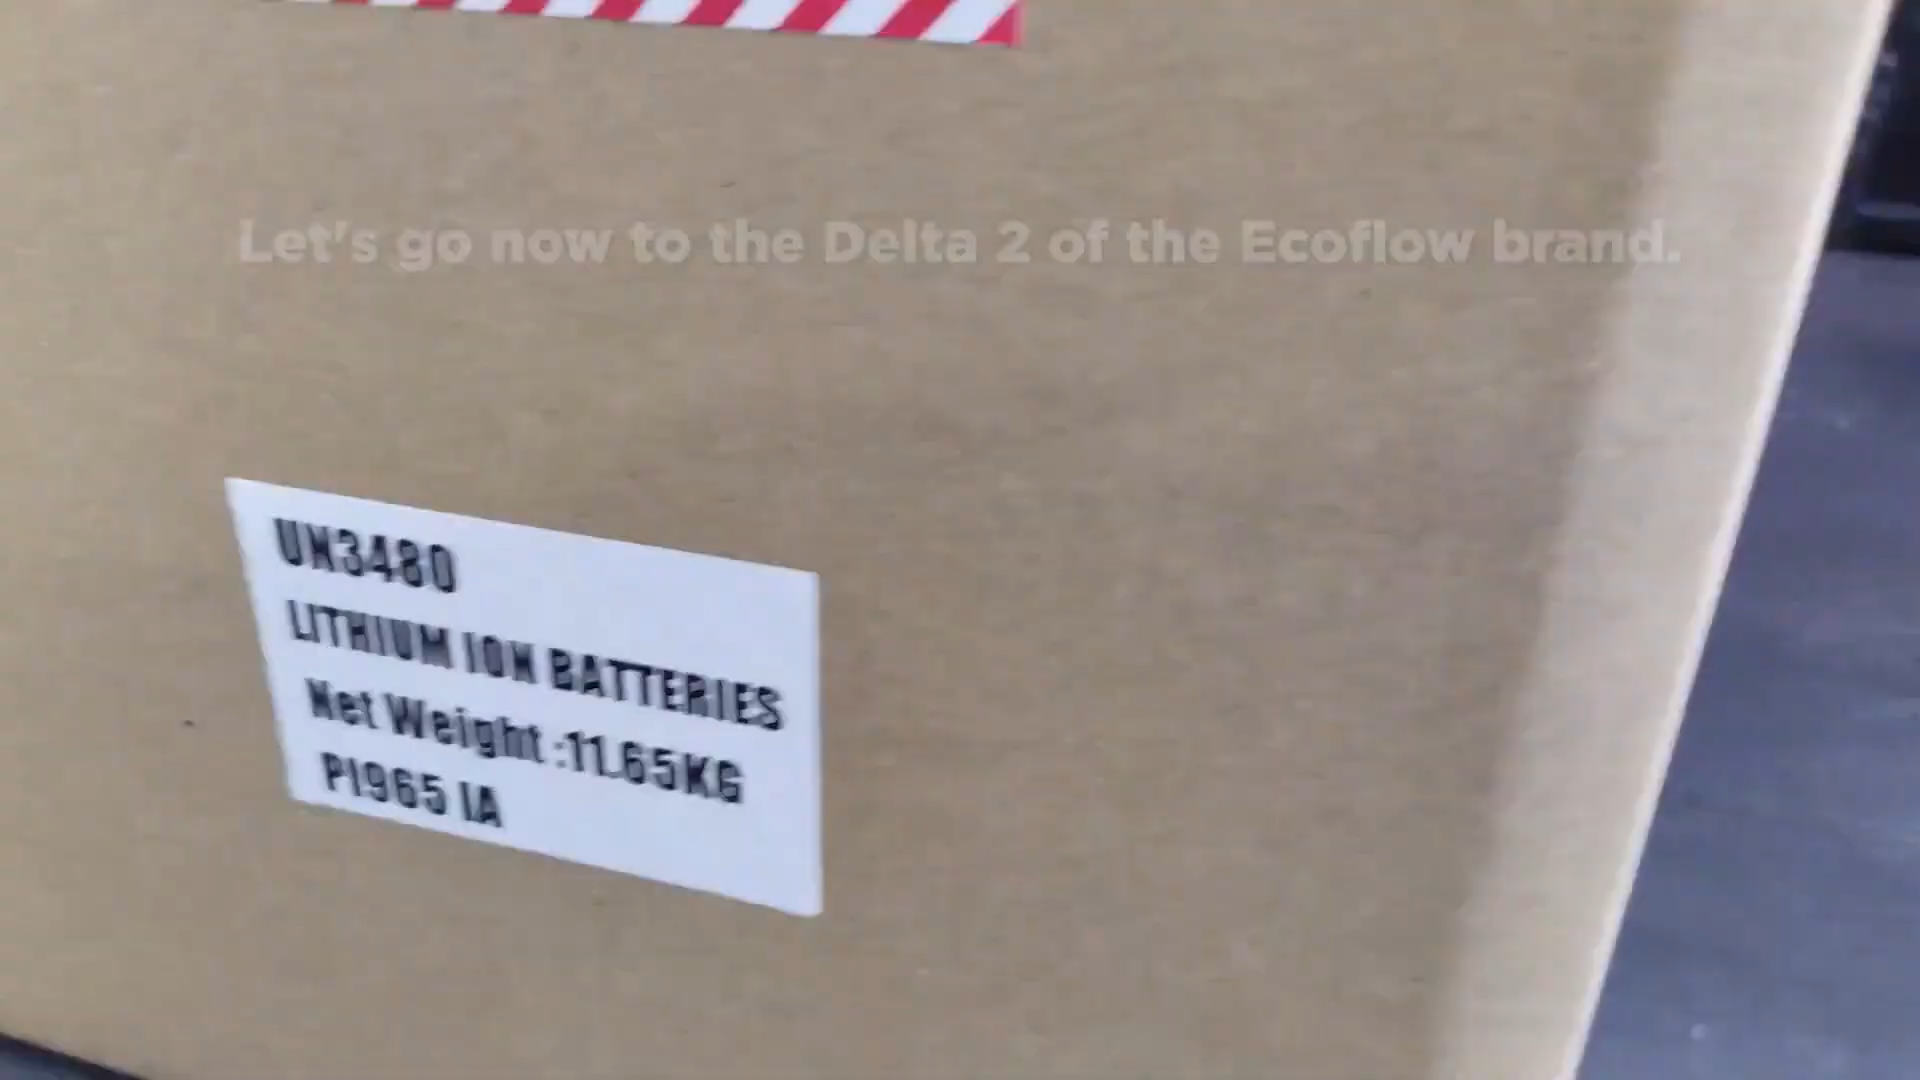 Let's go now to the Delta 2 of the Ecoflow brand.
UN3480
LITHIUM ION BATTERIES
Net Weight :11.65KG
PI965 IA